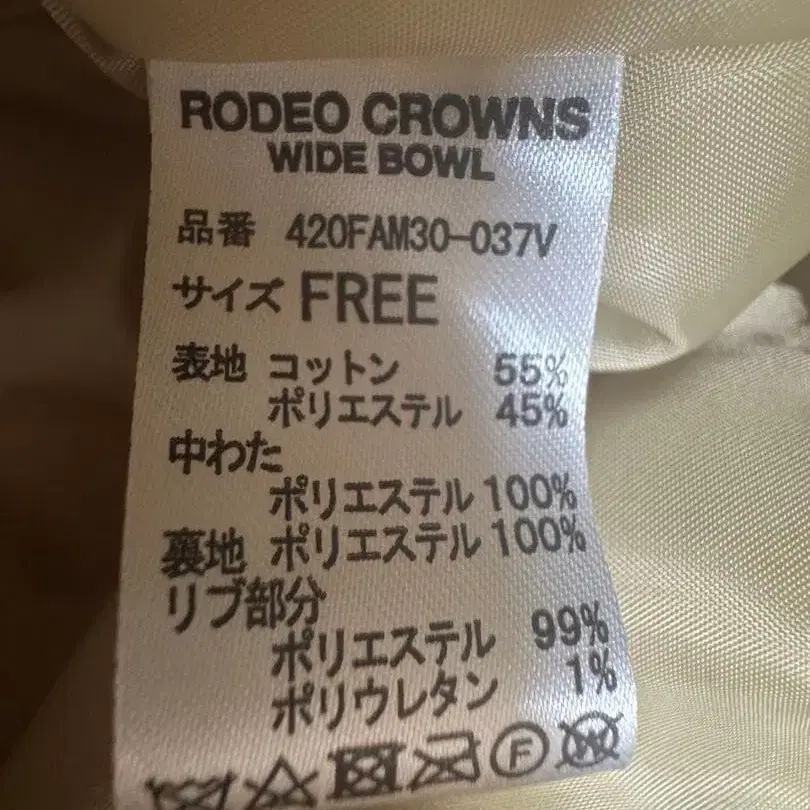 RODEO CROWNS
WIDE BOWL
品番 420FAM30-037V
サイズ FREE
表地 コットン 55%
ポリエステル 45%
中わた
ポリエステル 100%
裏地 ポリエステル 100%
リブ部分
ポリエステル 99%
ポリウレタン 1%
F W